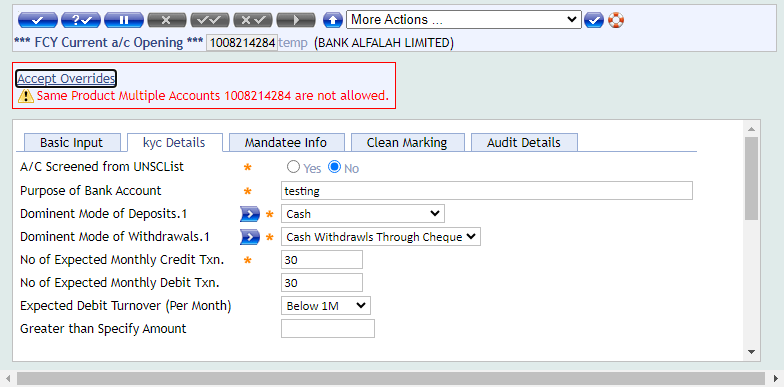 More Actions ...
*** FCY Current a/c Opening *** 1008214284 temp (BANK ALFALAH LIMITED)
Accept Overrides
Same Product Multiple Accounts 1008214284 are not allowed.
Basic Input kyc Details Mandatee Info Clean Marking Audit Details
A/C Screened from UNSCList * Yes No
Purpose of Bank Account * testing
Dominent Mode of Deposits.1 * Cash
Dominent Mode of Withdrawals.1 * Cash Withdrawls Through Cheque
No of Expected Monthly Credit Txn. * 30
No of Expected Monthly Debit Txn. 30
Expected Debit Turnover (Per Month) Below 1M
Greater than Specify Amount